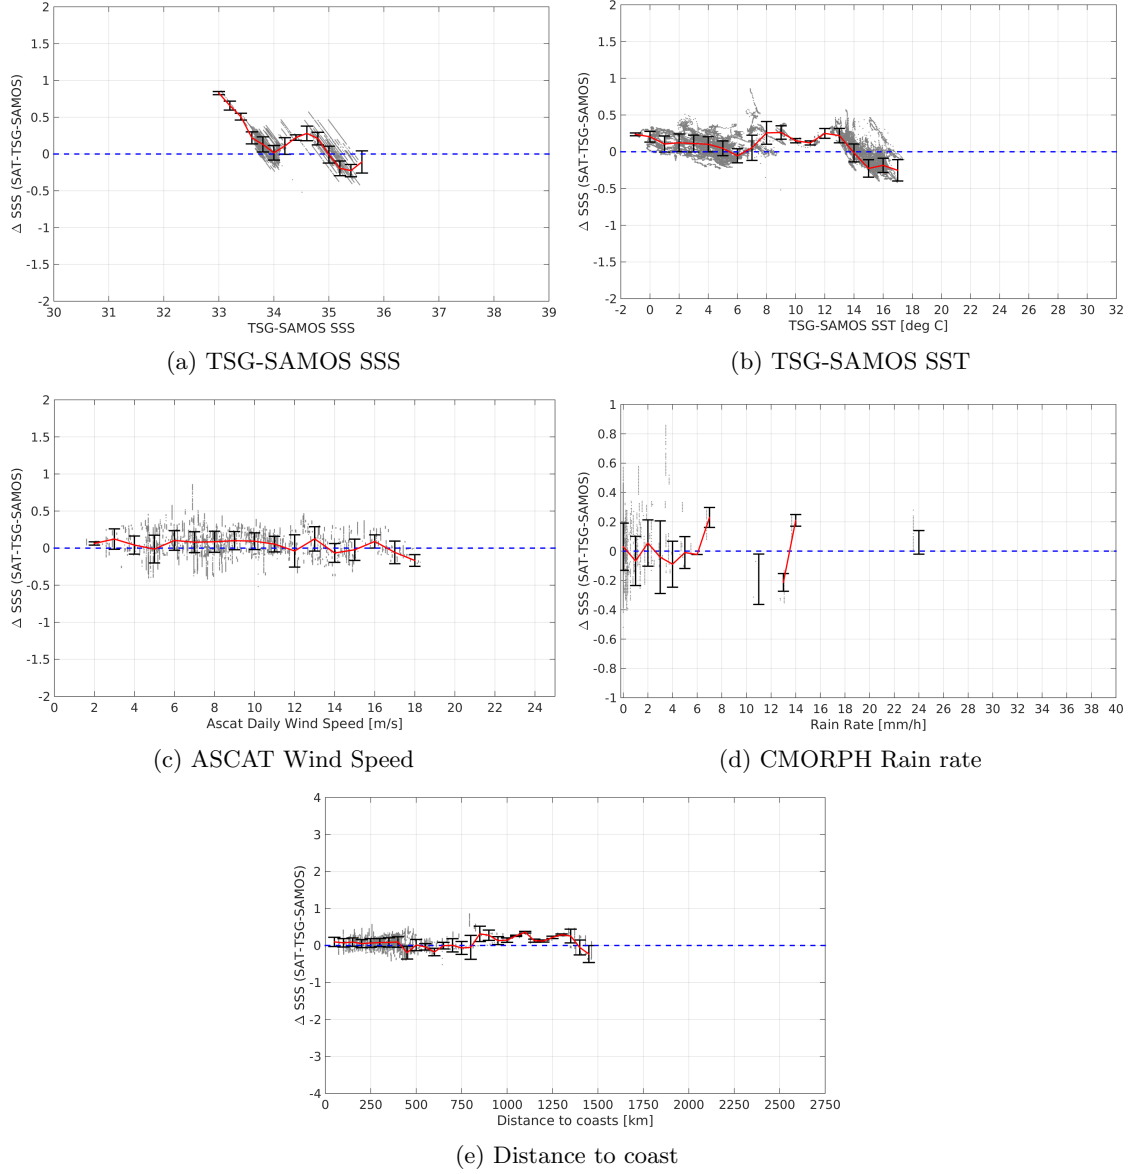 2
1.5
1
0.5
0
-0.5
-1
-1.5
-2
Δ SSS (SAT-TSG-SAMOS)
30 31 32 33 34 35 36 37 38 39
TSG-SAMOS SSS
(a) TSG-SAMOS SSS
2
1.5
1
0.5
0
-0.5
-1
-1.5
-2
Δ SSS (SAT-TSG-SAMOS)
-2 0 2 4 6 8 10 12 14 16 18 20 22 24 26 28 30 32
TSG-SAMOS SST [deg C]
(b) TSG-SAMOS SST
2
1.5
1
0.5
0
-0.5
-1
-1.5
-2
Δ SSS (SAT-TSG-SAMOS)
0 2 4 6 8 10 12 14 16 18 20 22 24
Ascat Daily Wind Speed [m/s]
(c) ASCAT Wind Speed
1
0.8
0.6
0.4
0.2
0
-0.2
-0.4
-0.6
-0.8
-1
Δ SSS (SAT-TSG-SAMOS)
0 2 4 6 8 10 12 14 16 18 20 22 24 26 28 30 32 34 36 38 40
Rain Rate [mm/h]
(d) CMORPH Rain rate
4
3
2
1
0
-1
-2
-3
-4
Δ SSS (SAT-TSG-SAMOS)
0 250 500 750 1000 1250 1500 1750 2000 2250 2500 2750
Distance to coasts [km]
(e) Distance to coast